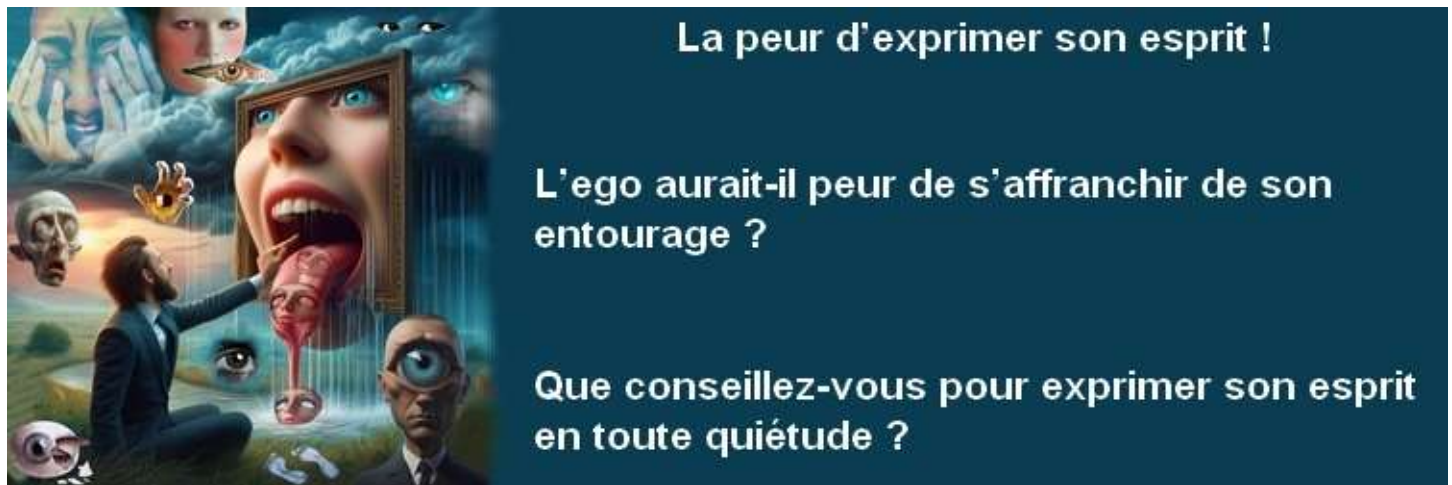 La peur d’exprimer son esprit !
L’ego aurait-il peur de s’affranchir de son
entourage ?
Que conseillez-vous pour exprimer son esprit
en toute quiétude ?